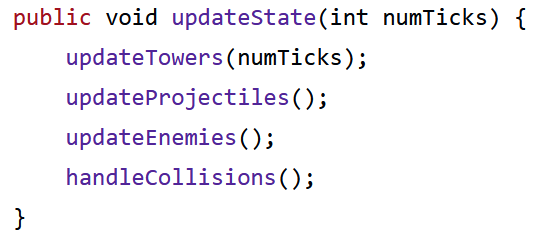 public void updateState(int numTicks) {
    updateTowers(numTicks);
    updateProjectiles();
    updateEnemies();
    handleCollisions();
}